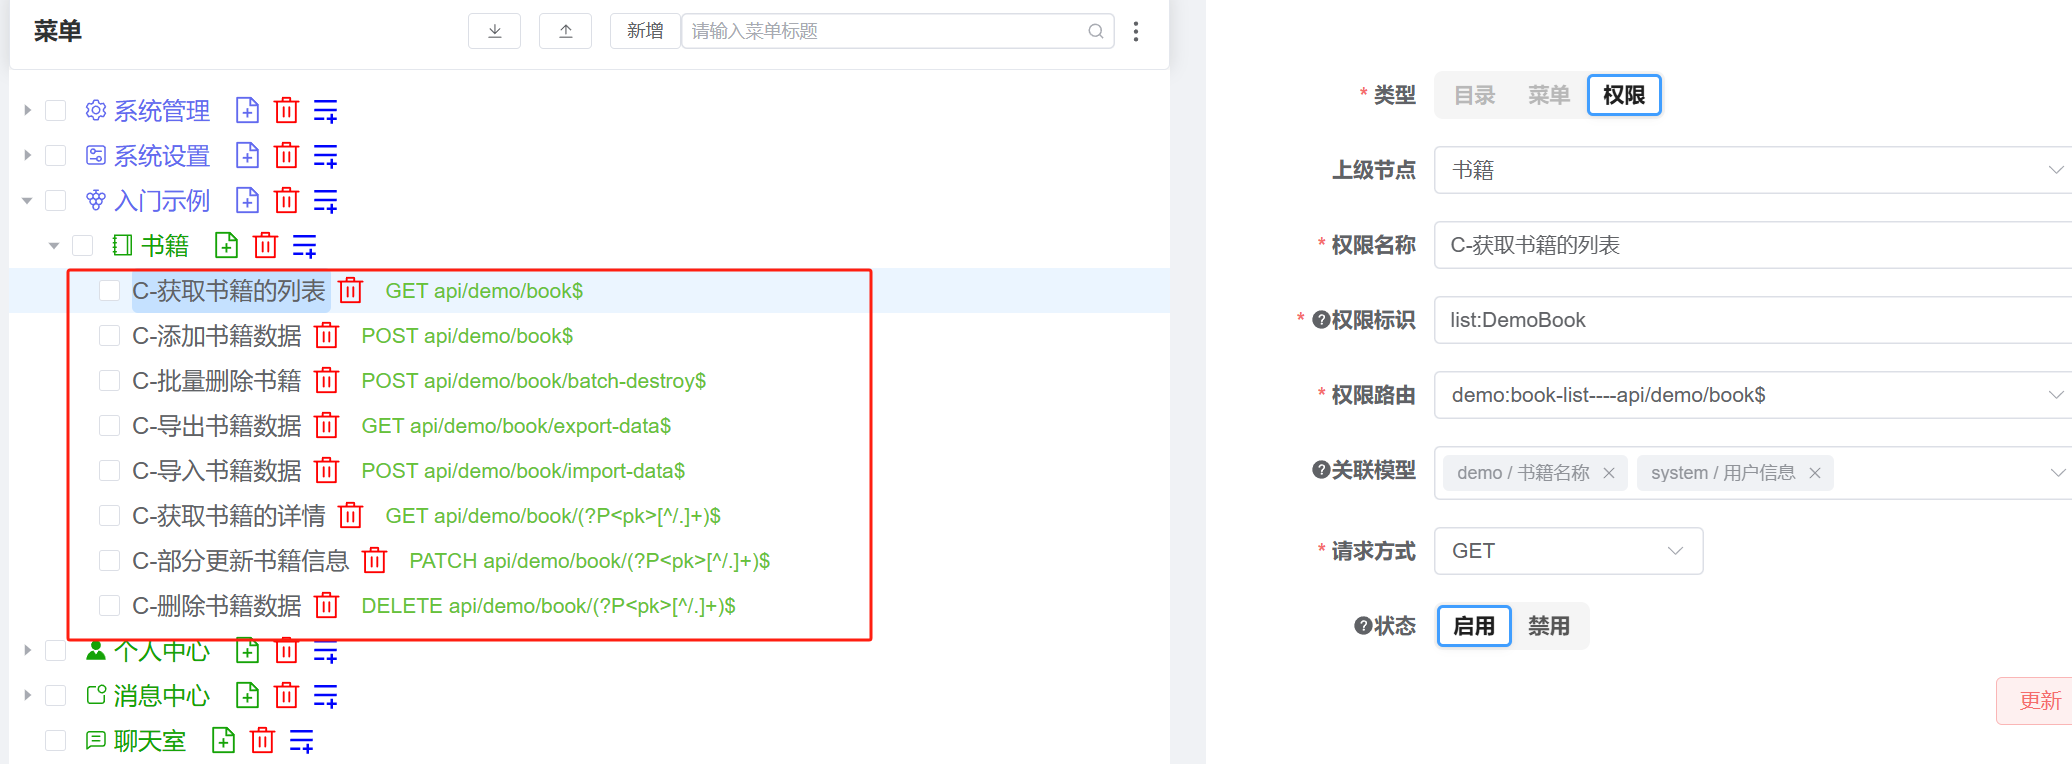 菜单
新增
请输入菜单标题
系统管理
系统设置
入门示例
书籍
C-获取书籍的列表 GET api/demo/book$
C-添加书籍数据 POST api/demo/book$
C-批量删除书籍 POST api/demo/book/batch-destroy$
C-导出书籍数据 GET api/demo/book/export-data$
C-导入书籍数据 POST api/demo/book/import-data$
C-获取书籍的详情 GET api/demo/book/(?P<pk>[^/.]+)$
C-部分更新书籍信息 PATCH api/demo/book/(?P<pk>[^/.]+)$
C-删除书籍数据 DELETE api/demo/book/(?P<pk>[^/.]+)$
个人中心
消息中心
聊天室
* 类型 目录 菜单 权限
上级节点 书籍
* 权限名称 C-获取书籍的列表
* 权限标识 list:DemoBook
* 权限路由 demo:book-list----api/demo/book$
关联模型 demo / 书籍名称 system / 用户信息
* 请求方式 GET
状态 启用 禁用
更新